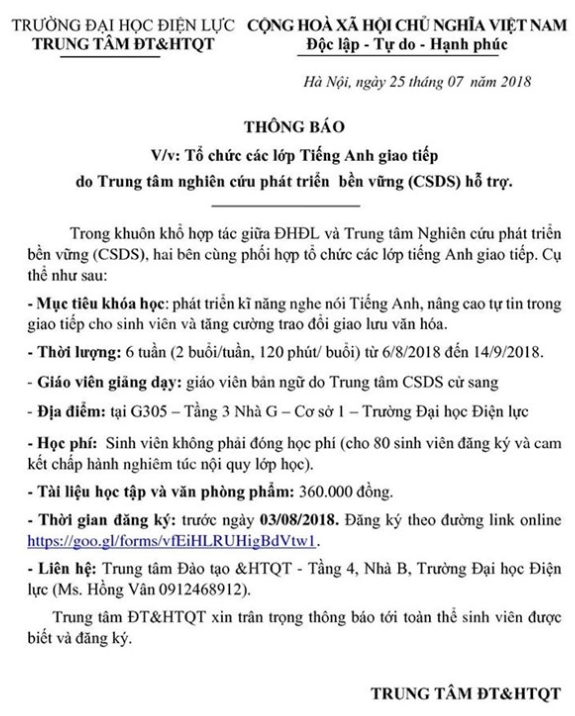 TRƯỜNG ĐẠI HỌC ĐIỆN LỰC CỘNG HOÀ XÃ HỘI CHỦ NGHĨA VIỆT NAM
TRUNG TÂM ĐT&HTQT Độc lập - Tự do - Hạnh phúc
Hà Nội, ngày 25 tháng 07 năm 2018
THÔNG BÁO
V/v: Tổ chức các lớp Tiếng Anh giao tiếp
do Trung tâm nghiên cứu phát triển bền vững (CSDS) hỗ trợ.
Trong khuôn khổ hợp tác giữa ĐHĐL và Trung tâm Nghiên cứu phát triển
bền vững (CSDS), hai bên cùng phối hợp tổ chức các lớp tiếng Anh giao tiếp. Cụ
thể như sau:
- Mục tiêu khóa học: phát triển kĩ năng nghe nói Tiếng Anh, nâng cao tự tin trong
giao tiếp cho sinh viên và tăng cường trao đổi giao lưu văn hóa.
- Thời lượng: 6 tuần (2 buổi/tuần, 120 phút/ buổi) từ 6/8/2018 đến 14/9/2018.
- Giáo viên giảng dạy: giáo viên bản ngữ do Trung tâm CSDS cử sang
- Địa điểm: tại G305 – Tầng 3 Nhà G – Cơ sở 1 – Trường Đại học Điện lực
- Học phí: Sinh viên không phải đóng học phí (cho 80 sinh viên đăng ký và cam
kết chấp hành nghiêm túc nội quy lớp học).
- Tài liệu học tập và văn phòng phẩm: 360.000 đồng.
- Thời gian đăng ký: trước ngày 03/08/2018. Đăng ký theo đường link online
https://goo.gl/forms/vfEiHLRUHigBdVtw1.
- Liên hệ: Trung tâm Đào tạo &HTQT - Tầng 4, Nhà B, Trường Đại học Điện
lực (Ms. Hồng Vân 0912468912).
Trung tâm ĐT&HTQT xin trân trọng thông báo tới toàn thể sinh viên được
biết và đăng ký.
TRUNG TÂM ĐT&HTQT